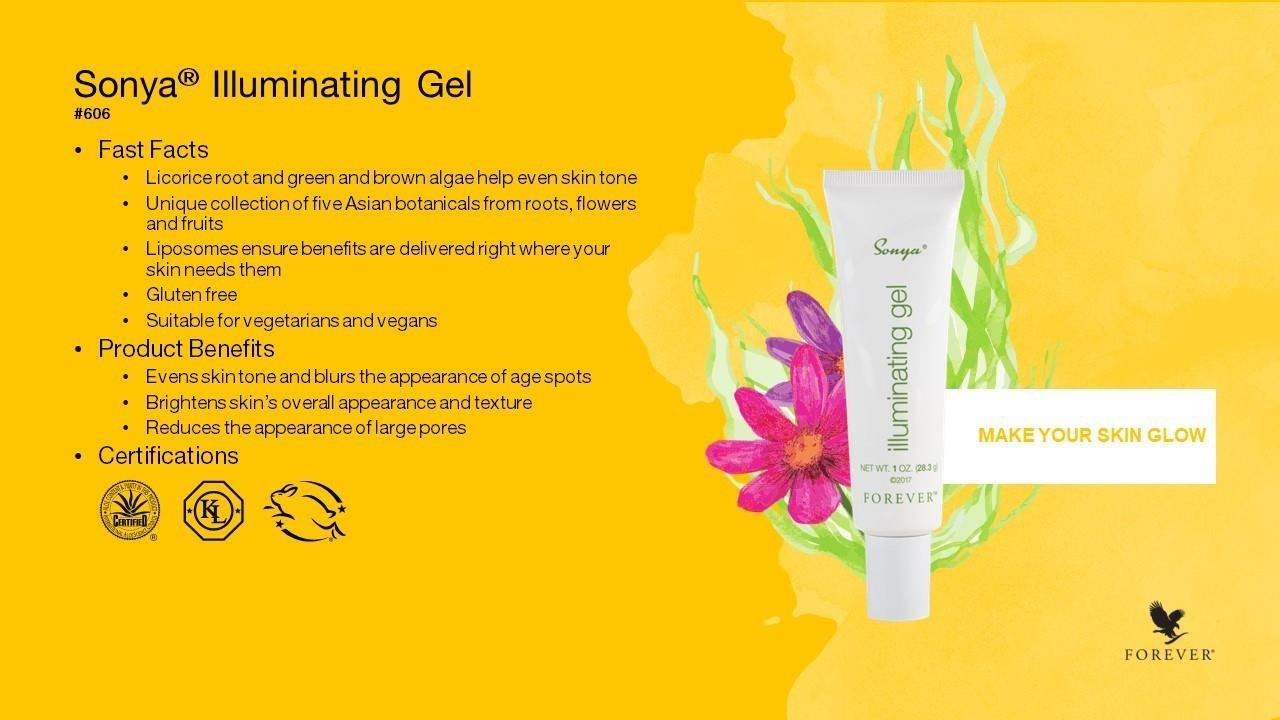 Sonya® Illuminating Gel
#606
• Fast Facts
• Licorice root and green and brown algae help even skin tone
• Unique collection of five Asian botanicals from roots, flowers
and fruits
• Liposomes ensure benefits are delivered right where your
skin needs them
• Gluten free
• Suitable for vegetarians and vegans
• Product Benefits
• Evens skin tone and blurs the appearance of age spots
• Brightens skin's overall appearance and texture
• Reduces the appearance of large pores
• Certifications
CERTIFIED
®
KL
Sonya®
illuminating gel
NET WT. 1 OZ. (28.3 g)
©2017
FOREVER™
MAKE YOUR SKIN GLOW
FOREVER®